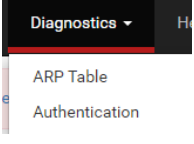 Diagnostics
ARP Table
Authentication